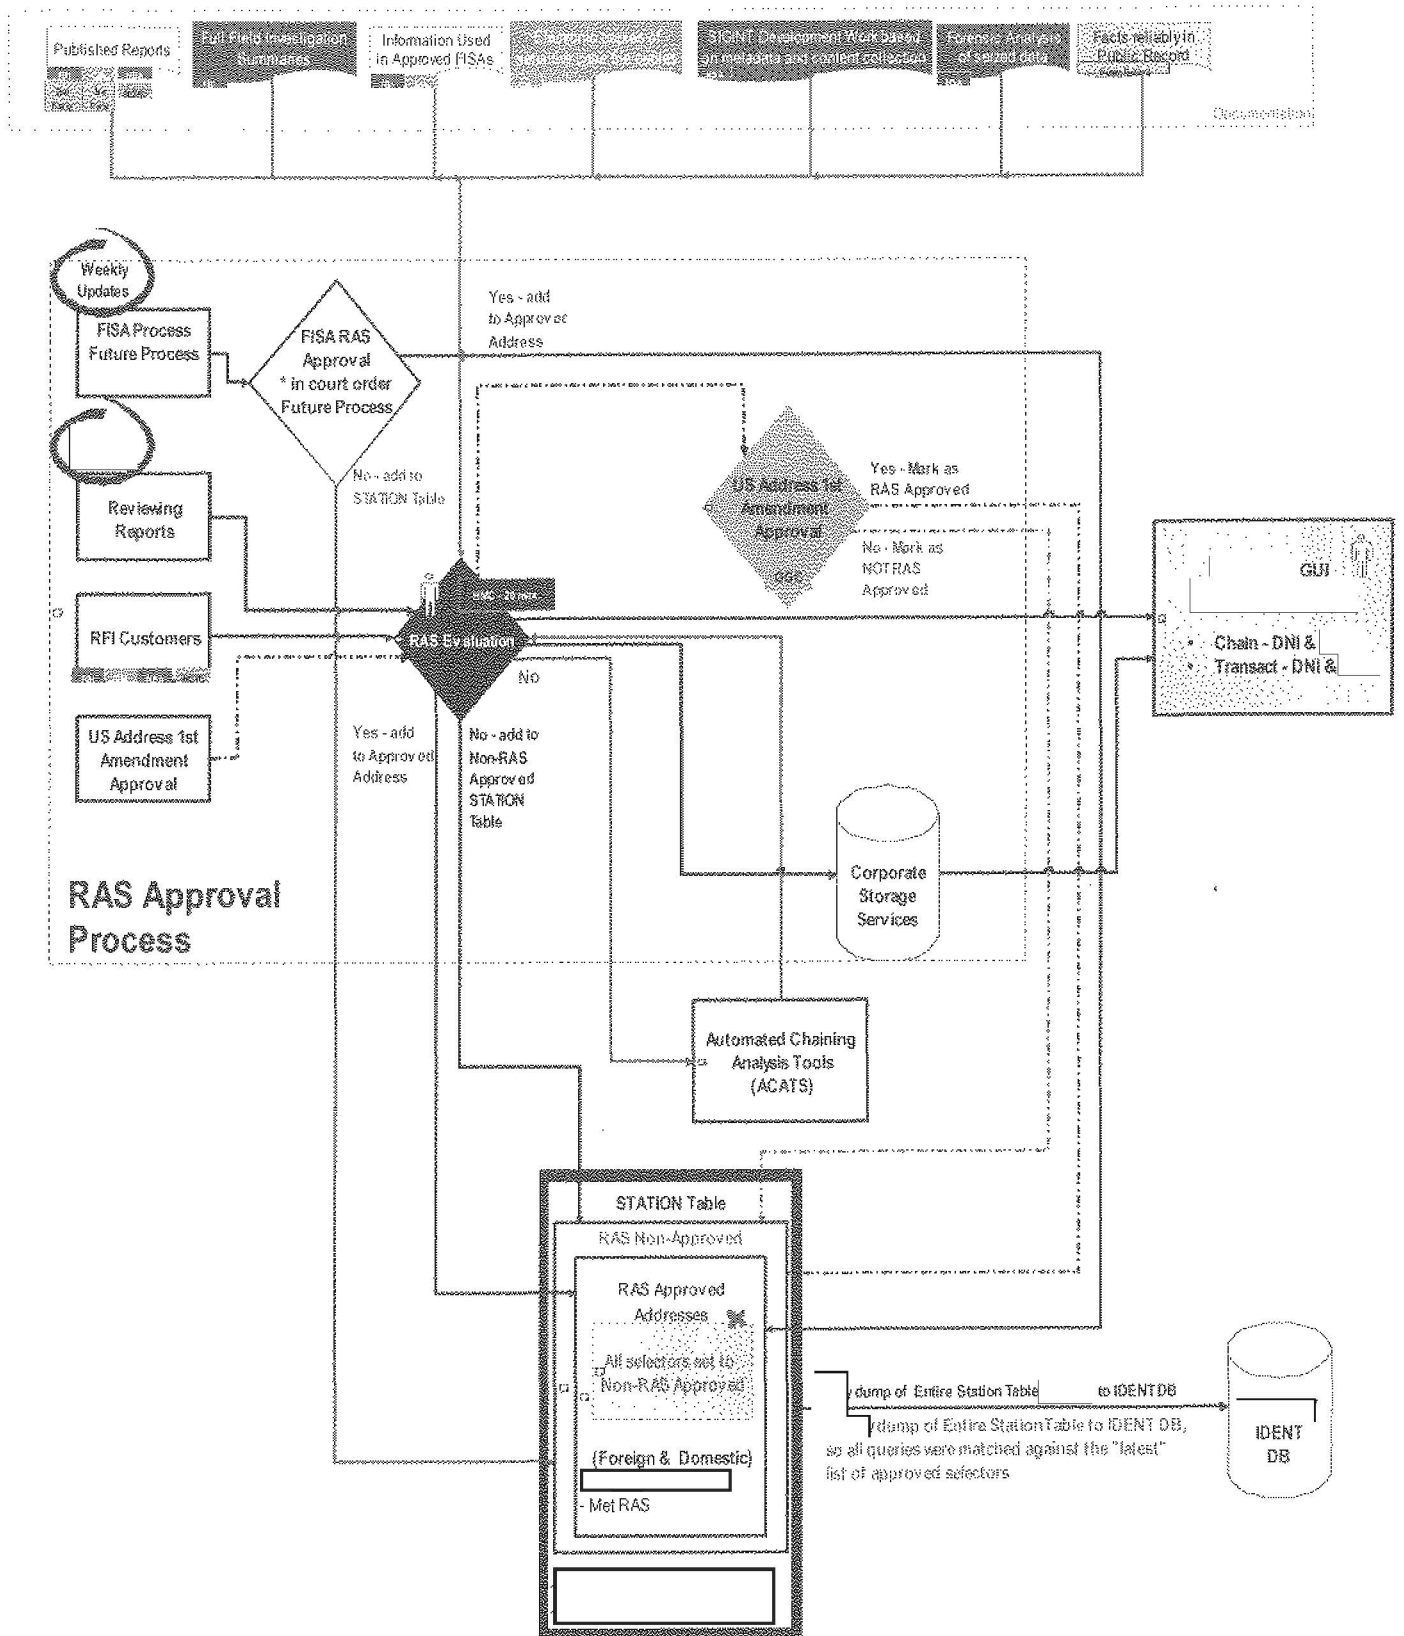 Published Reports
Full Field Investigation
Summaries
Information Used
in Approved FISAs
SIGINT Development Work based
on metadata and content collection
Forensic Analysis
of seized data
Facts reliably in
Public Record
Documentation
Weekly
Updates
FISA Process
Future Process
FISA RAS
Approval
* in court order
Future Process
Yes - add
to Approved
Address
No - add to
STATION Table
Reviewing
Reports
RFI Customers
US Address 1st
Amendment
Approval
RAS Evaluation
No
US Address 1st
Amendment
Approval
OGC
Yes - Mark as
RAS Approved
No - Mark as
NOT RAS
Approved
GUI
• Chain - DNI &
• Transact - DNI &
Yes - add
to Approved
Address
No - add to
Non-RAS
Approved
STATION
Table
Corporate
Storage
Services
RAS Approval
Process
Automated Chaining
Analysis Tools
(ACATS)
STATION Table
RAS Non-Approved
RAS Approved
Addresses
All selectors set to
Non-RAS Approved
(Foreign & Domestic)
- Met RAS
y dump of Entire Station Table to IDENT DB
y dump of Entire Station Table to IDENT DB,
so all queries were matched against the "latest"
list of approved selectors
IDENT
DB